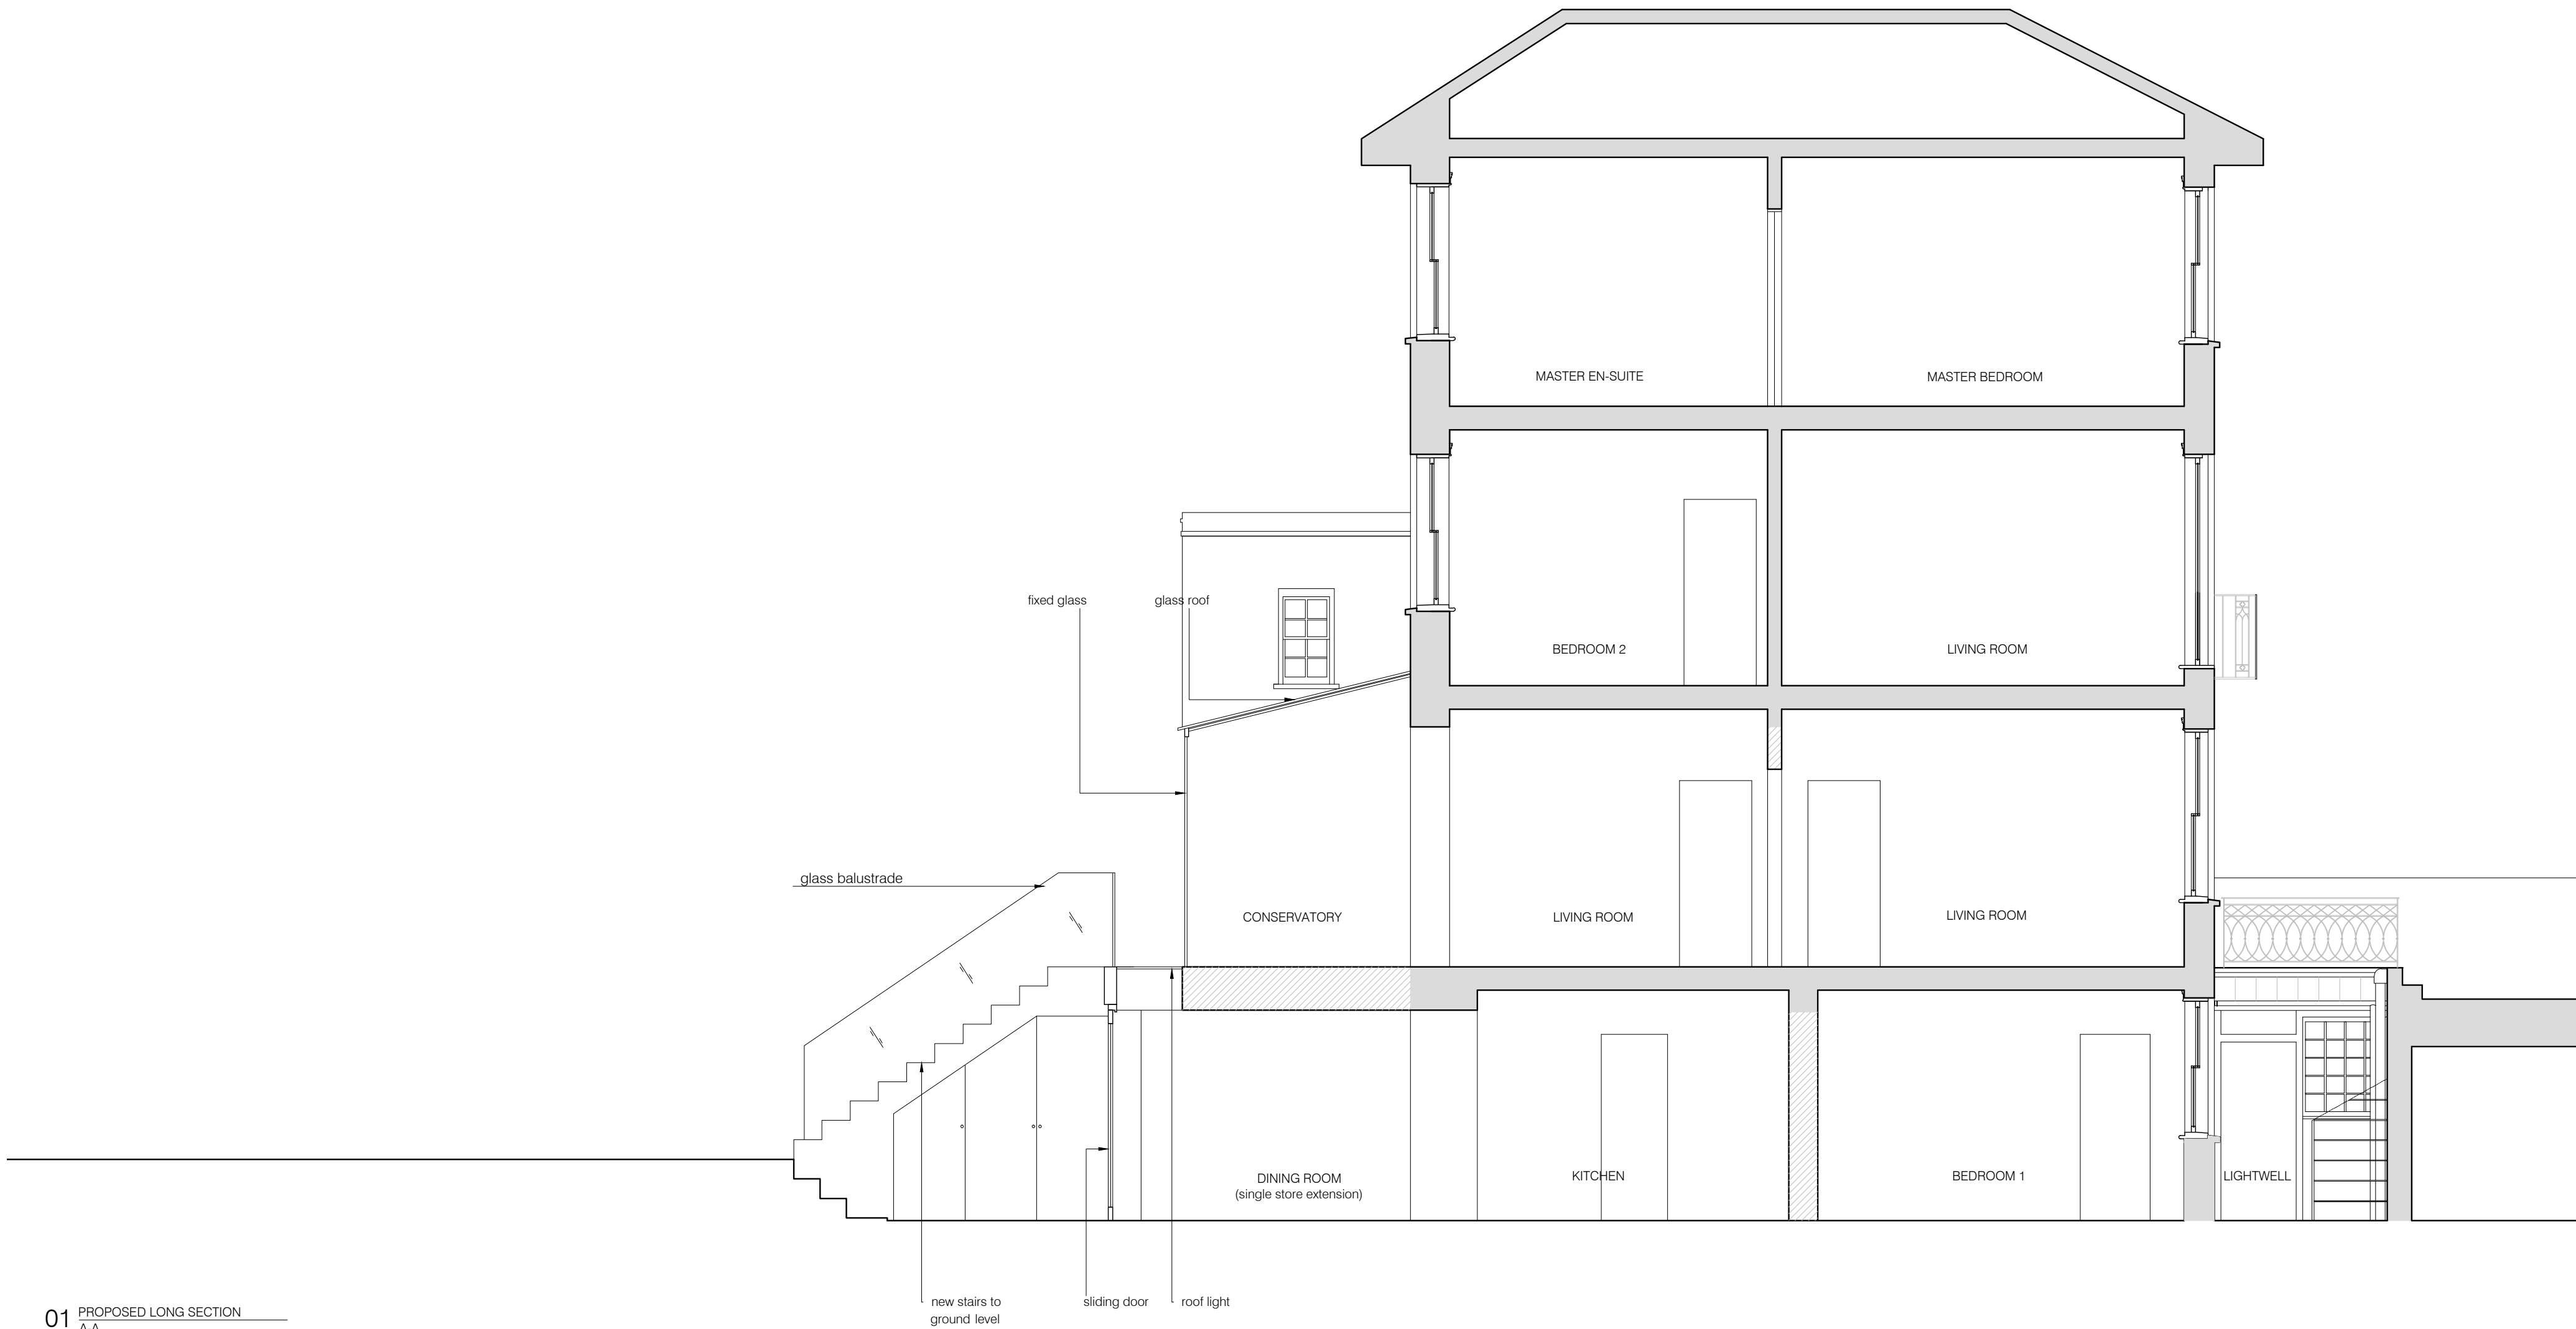 MASTER EN-SUITE
MASTER BEDROOM
fixed glass
glass roof
BEDROOM 2
LIVING ROOM
glass balustrade
CONSERVATORY
LIVING ROOM
LIVING ROOM
DINING ROOM
(single store extension)
KITCHEN
BEDROOM 1
LIGHTWELL
new stairs to
ground level
sliding door
roof light
01 PROPOSED LONG SECTION
A-A